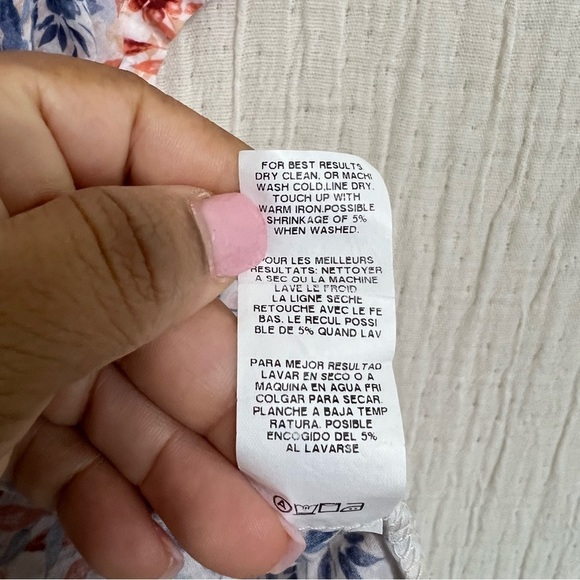 FOR BEST RESULTS
DRY CLEAN, OR MACHI
WASH COLD,LINE DRY.
TOUCH UP WITH
WARM IRON.POSSIBLE
SHRINKAGE OF 5%
WHEN WASHED.
POUR LES MEILLEURS
RESULTATS: NETTOYER
A SEC OU LA MACHINE
LAVE LE FROID
LA LIGNE SECHE
RETOUCHE AVEC LE FE
BAS. LE RECUL POSSI
BLE DE 5% QUAND LAV
PARA MEJOR RESULTAD
LAVAR EN SECO O A
MAQUINA EN AGUA FRI
COLGAR PARA SECAR.
PLANCHE A BAJA TEMP
RATURA. POSIBLE
ENCOGIDO DEL 5%
AL LAVARSE